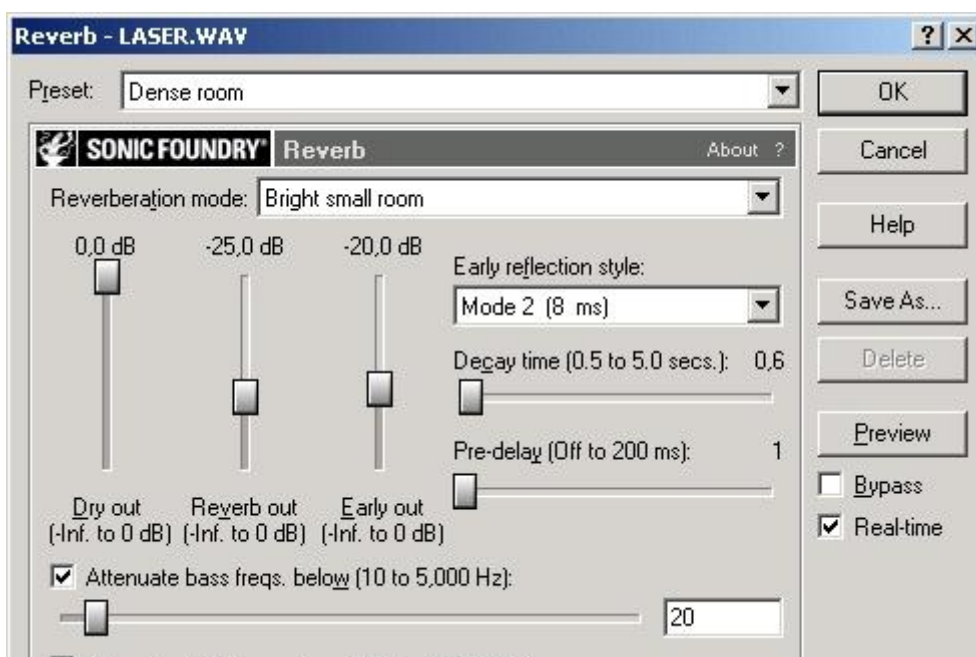 Reverb - LASER.WAV
Preset: Dense room
OK
SONIC FOUNDRY Reverb About ?
Cancel
Reverberation mode: Bright small room
Help
0,0 dB -25,0 dB -20,0 dB
Early reflection style:
Mode 2 (8 ms)
Save As...
Decay time (0.5 to 5.0 secs.): 0,6
Delete
Pre-delay (Off to 200 ms): 1
Preview
Dry out Reverb out Early out
(-Inf. to 0 dB) (-Inf. to 0 dB) (-Inf. to 0 dB)
Bypass
Real-time
Attenuate bass freqs. below (10 to 5,000 Hz):
20